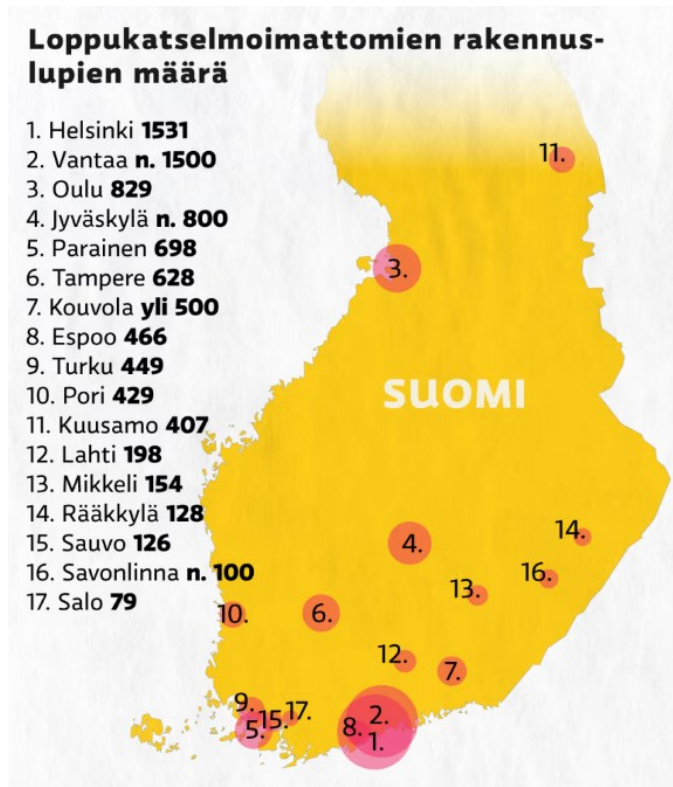 Loppukatselmoimattomien rakennus-
lupien määrä
1. Helsinki 1531
2. Vantaa n. 1500
3. Oulu 829
4. Jyväskylä n. 800
5. Parainen 698
6. Tampere 628
7. Kouvola yli 500
8. Espoo 466
9. Turku 449
10. Pori 429
11. Kuusamo 407
12. Lahti 198
13. Mikkeli 154
14. Rääkkylä 128
15. Sauvo 126
16. Savonlinna n. 100
17. Salo 79
11.
3.
SUOMI
14.
4.
16.
13.
10.
6.
12.
7.
9.
17.
15.
5.
2.
8.
1.